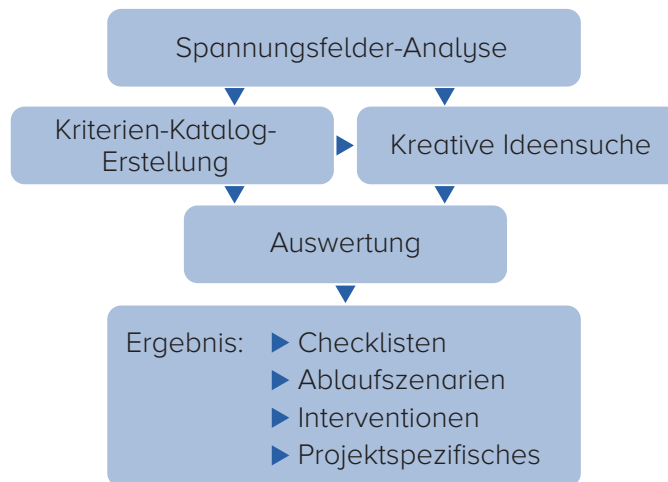 Spannungsfelder-Analyse
Kriterien-Katalog-
Erstellung
Kreative Ideensuche
Auswertung
Ergebnis: Checklisten
Ablaufszenarien
Interventionen
Projektspezifisches